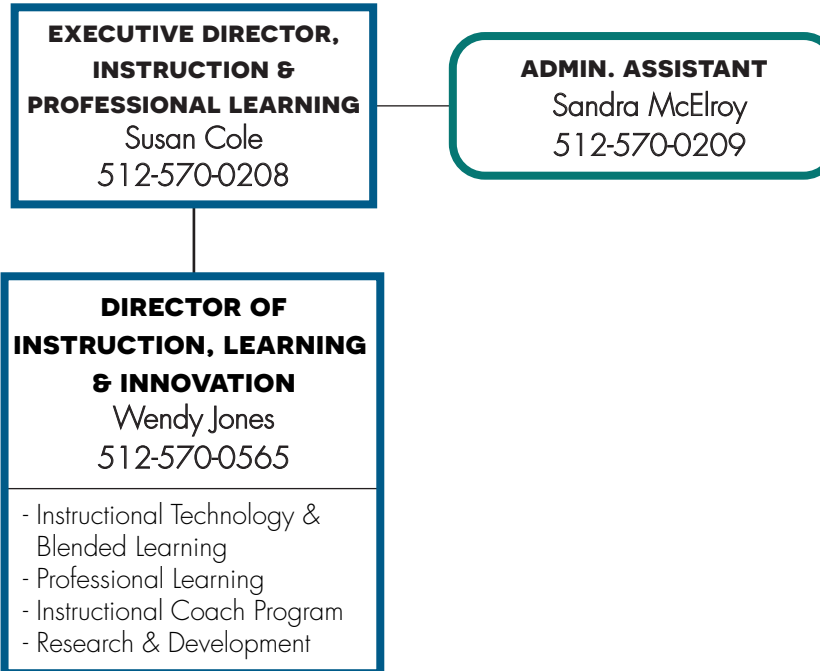 EXECUTIVE DIRECTOR,
INSTRUCTION &
PROFESSIONAL LEARNING
Susan Cole
512-570-0208
ADMIN. ASSISTANT
Sandra McElroy
512-570-0209
DIRECTOR OF
INSTRUCTION, LEARNING
& INNOVATION
Wendy Jones
512-570-0565
- Instructional Technology &
Blended Learning
- Professional Learning
- Instructional Coach Program
- Research & Development